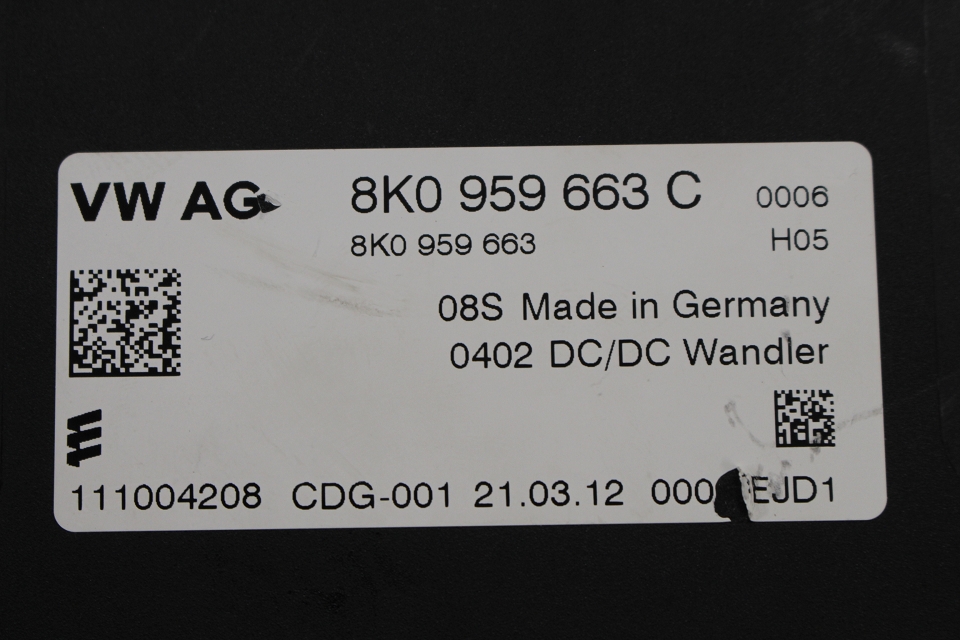 VW AG 8K0 959 663 C 0006
8K0 959 663 H05
08S Made in Germany
0402 DC/DC Wandler
111004208 CDG-001 21.03.12 EJD1